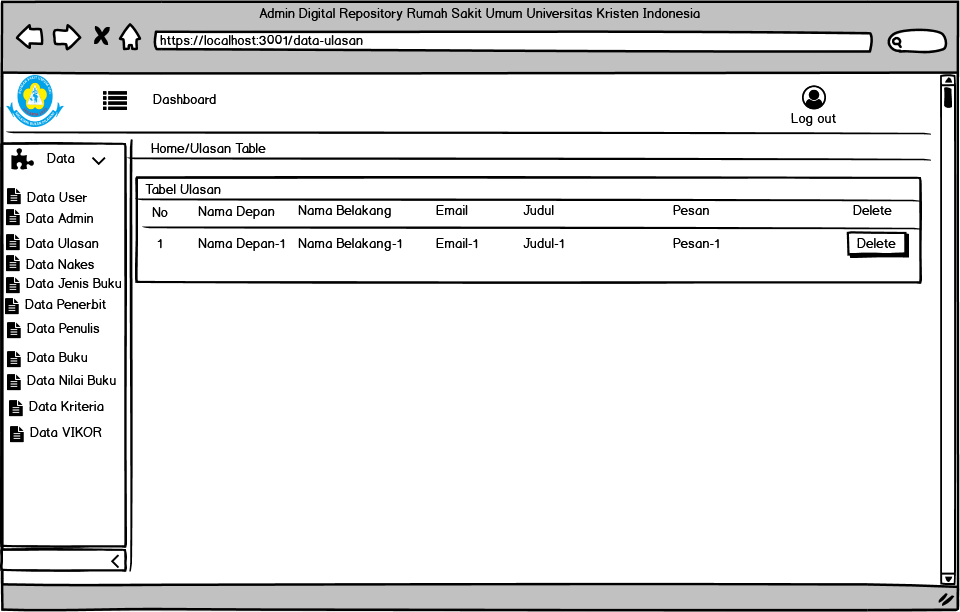 Admin Digital Repository Rumah Sakit Umum Universitas Kristen Indonesia
https://localhost:3001/data-ulasan
Dashboard
Log out
Data
Home/Ulasan Table
Data User
Data Admin
Data Ulasan
Data Nakes
Data Jenis Buku
Data Penerbit
Data Penulis
Data Buku
Data Nilai Buku
Data Kriteria
Data VIKOR
Tabel Ulasan
No Nama Depan Nama Belakang Email Judul Pesan Delete
1 Nama Depan-1 Nama Belakang-1 Email-1 Judul-1 Pesan-1 Delete